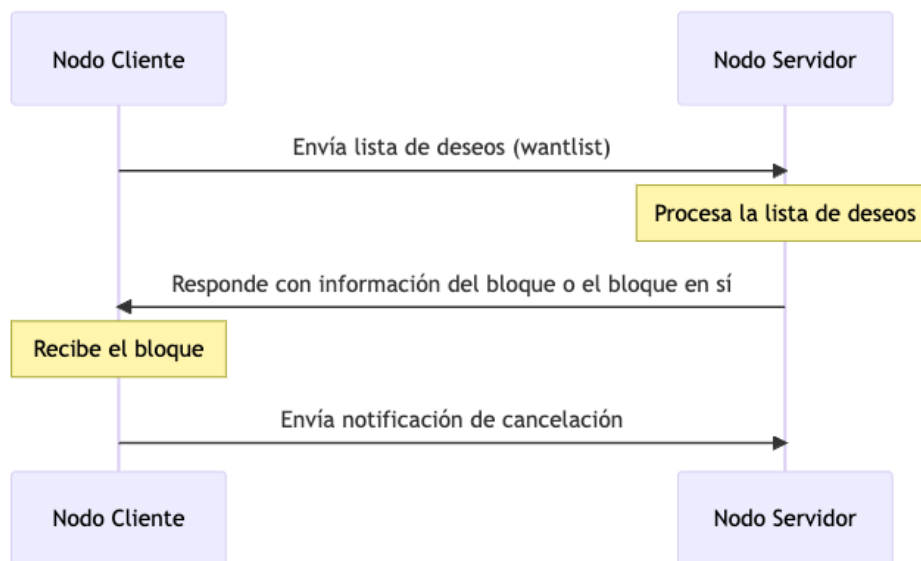 Nodo Cliente
Nodo Servidor
Envía lista de deseos (wantlist)
Procesa la lista de deseos
Responde con información del bloque o el bloque en sí
Recibe el bloque
Envía notificación de cancelación
Nodo Cliente
Nodo Servidor